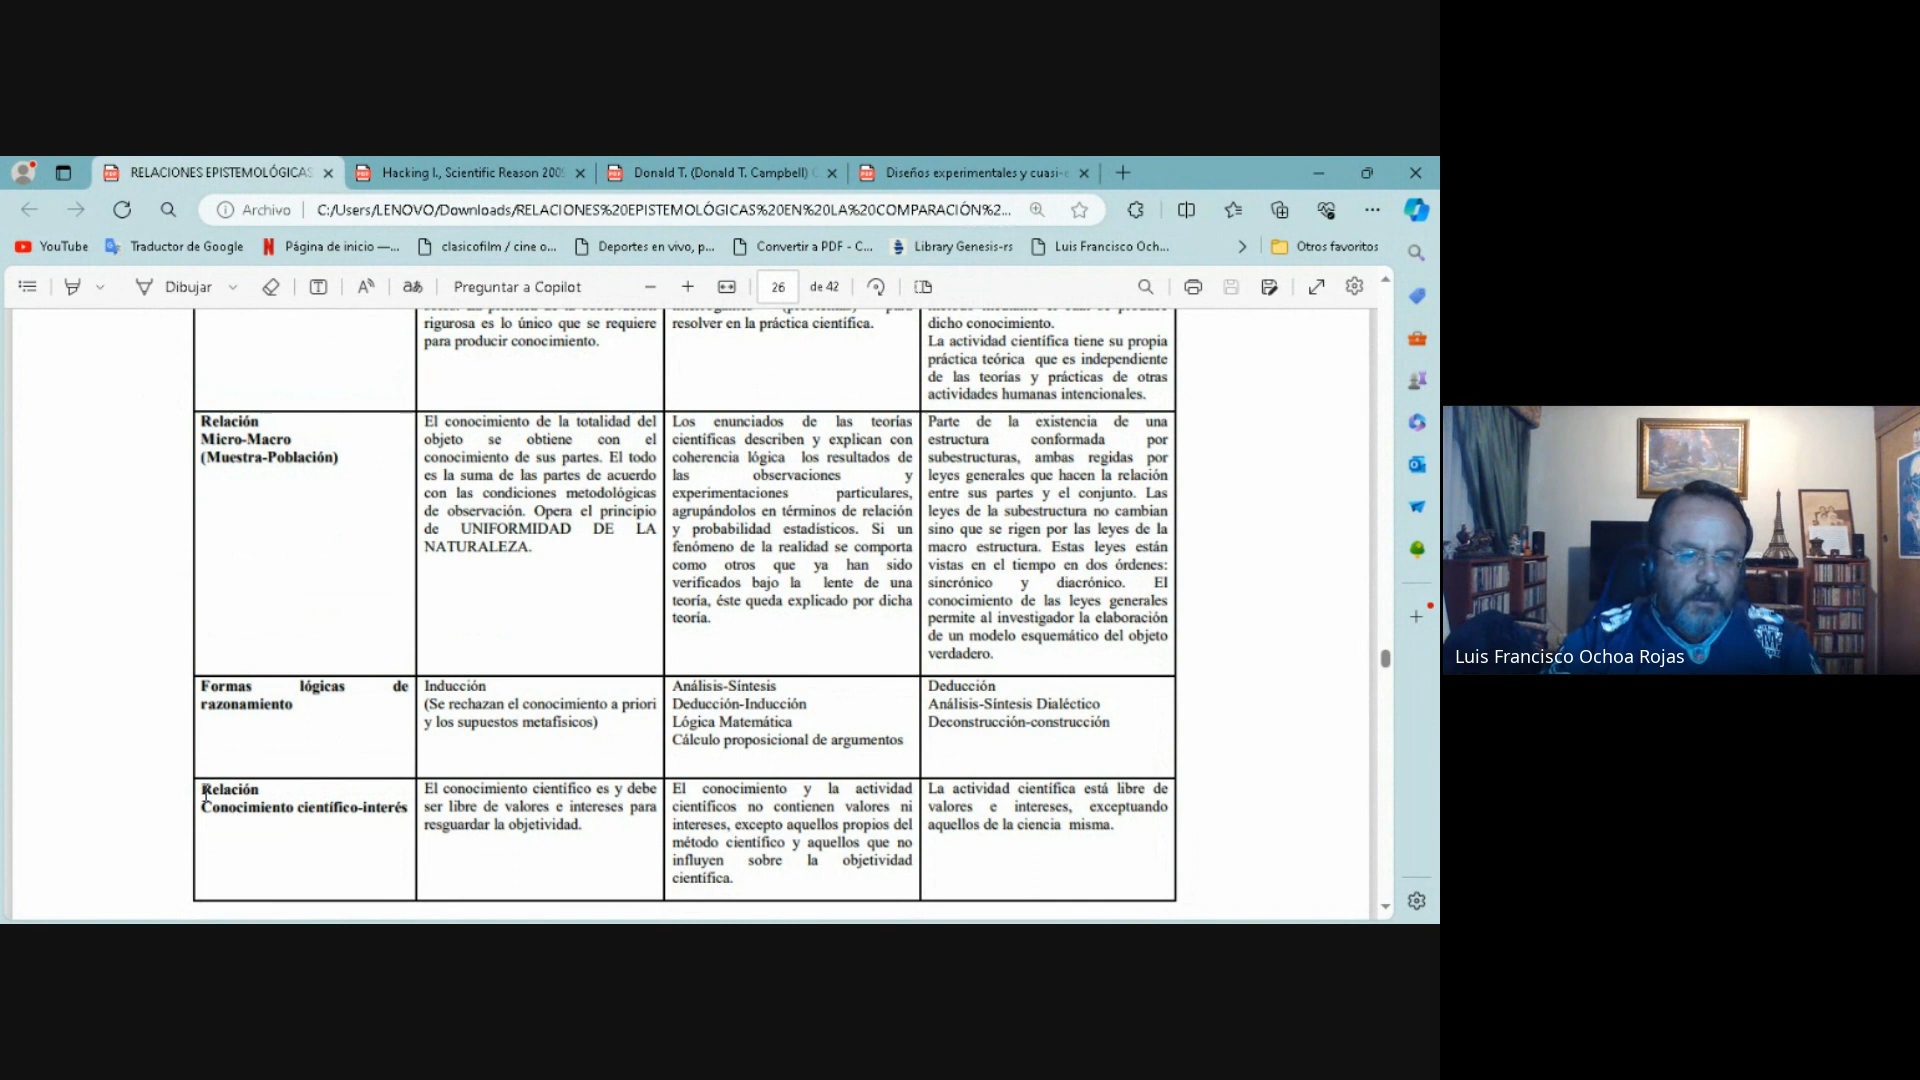 RELACIONES EPISTEMOLÓGICAS
Hacking I., Scientific Reason 2009
Donald T. (Donald T. Campbell)
Diseños experimentales y cuasi-
Archivo
C:/Users/LENOVO/Downloads/RELACIONES%20EPISTEMOLÓGICAS%20EN%20LA%20COMPARACIÓN%2...
YouTube
Traductor de Google
Página de inicio —...
clasicofilm / cine o...
Deportes en vivo, p...
Convertir a PDF - C...
Library Genesis-rs
Luis Francisco Och...
Otros favoritos
Dibujar
aあ
Preguntar a Copilot
26
de 42
rigurosa es lo único que se requiere
para producir conocimiento.
resolver en la práctica científica.
dicho conocimiento.
La actividad científica tiene su propia
práctica teórica que es independiente
de las teorías y prácticas de otras
actividades humanas intencionales.
Relación
Micro-Macro
(Muestra-Población)
El conocimiento de la totalidad del
objeto se obtiene con el
conocimiento de sus partes. El todo
es la suma de las partes de acuerdo
con las condiciones metodológicas
de observación. Opera el principio
de UNIFORMIDAD DE LA
NATURALEZA.
Los enunciados de las teorías
científicas describen y explican con
coherencia lógica los resultados de
las observaciones y
experimentaciones particulares,
agrupándolos en términos de relación
y probabilidad estadísticos. Si un
fenómeno de la realidad se comporta
como otros que ya han sido
verificados bajo la lente de una
teoría, éste queda explicado por dicha
teoría.
Parte de la existencia de una
estructura conformada por
subestructuras, ambas regidas por
leyes generales que hacen la relación
entre sus partes y el conjunto. Las
leyes de la subestructura no cambian
sino que se rigen por las leyes de la
macro estructura. Estas leyes están
vistas en el tiempo en dos órdenes:
sincrónico y diacrónico. El
conocimiento de las leyes generales
permite al investigador la elaboración
de un modelo esquemático del objeto
verdadero.
Formas lógicas de
razonamiento
Inducción
(Se rechazan el conocimiento a priori
y los supuestos metafísicos)
Análisis-Síntesis
Deducción-Inducción
Lógica Matemática
Cálculo proposicional de argumentos
Deducción
Análisis-Síntesis Dialéctico
Deconstrucción-construcción
Relación
Conocimiento científico-interés
El conocimiento científico es y debe
ser libre de valores e intereses para
resguardar la objetividad.
El conocimiento y la actividad
científicos no contienen valores ni
intereses, excepto aquellos propios del
método científico y aquellos que no
influyen sobre la objetividad
científica.
La actividad científica está libre de
valores e intereses, exceptuando
aquellos de la ciencia misma.
Luis Francisco Ochoa Rojas